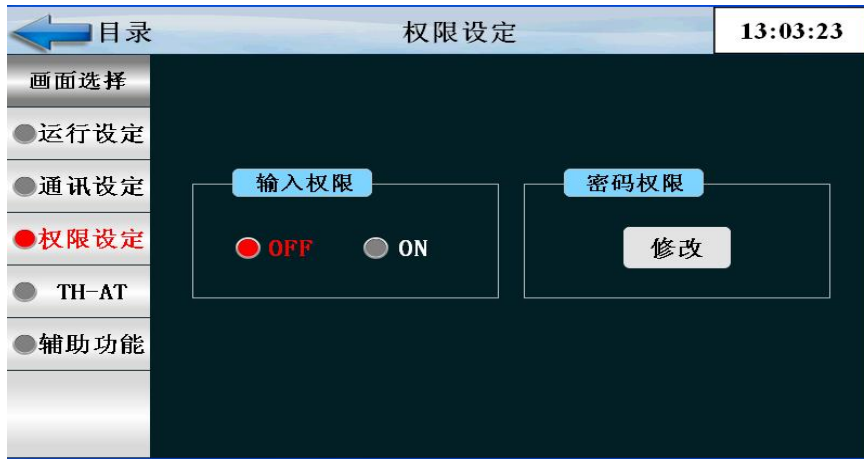 目录
权限设定
13:03:23
画面选择
运行设定
通讯设定
权限设定
TH-AT
辅助功能
输入权限
OFF
ON
密码权限
修改